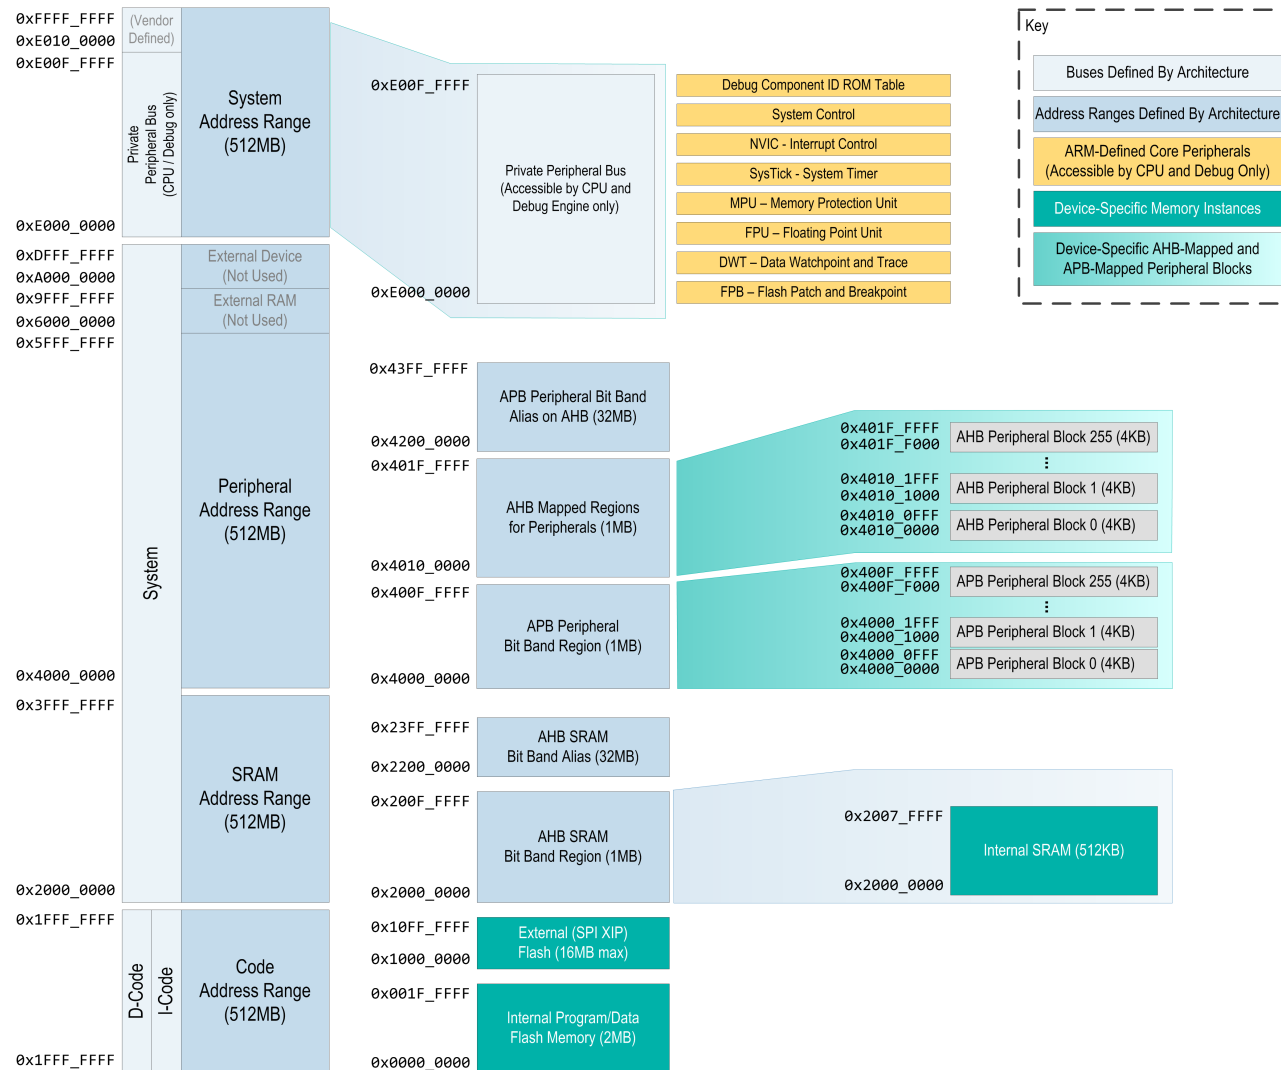 0xFFFF_FFFF
0xE010_0000
0xE00F_FFFF
0xE000_0000
0xDFFF_FFFF
0xA000_0000
0x9FFF_FFFF
0x6000_0000
0x5FFF_FFFF
0x4000_0000
0x3FFF_FFFF
0x2000_0000
0x1FFF_FFFF
0x1FFF_FFFF
(Vendor
Defined)
Private
Peripheral Bus
(CPU / Debug only)
System
D-Code
I-Code
System
Address Range
(512MB)
External Device
(Not Used)
External RAM
(Not Used)
Peripheral
Address Range
(512MB)
SRAM
Address Range
(512MB)
Code
Address Range
(512MB)
0xE00F_FFFF
0xE000_0000
Private Peripheral Bus
(Accessible by CPU and
Debug Engine only)
Debug Component ID ROM Table
System Control
NVIC - Interrupt Control
SysTick - System Timer
MPU – Memory Protection Unit
FPU – Floating Point Unit
DWT – Data Watchpoint and Trace
FPB – Flash Patch and Breakpoint
0x43FF_FFFF
APB Peripheral Bit Band
Alias on AHB (32MB)
0x4200_0000
0x401F_FFFF
AHB Mapped Regions
for Peripherals (1MB)
0x4010_0000
0x400F_FFFF
APB Peripheral
Bit Band Region (1MB)
0x4000_0000
0x401F_FFFF
0x401F_F000
AHB Peripheral Block 255 (4KB)
0x4010_1FFF
0x4010_1000
AHB Peripheral Block 1 (4KB)
0x4010_0FFF
0x4010_0000
AHB Peripheral Block 0 (4KB)
0x400F_FFFF
0x400F_F000
APB Peripheral Block 255 (4KB)
0x4000_1FFF
0x4000_1000
APB Peripheral Block 1 (4KB)
0x4000_0FFF
0x4000_0000
APB Peripheral Block 0 (4KB)
0x23FF_FFFF
AHB SRAM
Bit Band Alias (32MB)
0x2200_0000
0x200F_FFFF
AHB SRAM
Bit Band Region (1MB)
0x2000_0000
0x2007_FFFF
Internal SRAM (512KB)
0x2000_0000
0x10FF_FFFF
External (SPI XIP)
Flash (16MB max)
0x1000_0000
0x001F_FFFF
Internal Program/Data
Flash Memory (2MB)
0x0000_0000
Key
Buses Defined By Architecture
Address Ranges Defined By Architecture
ARM-Defined Core Peripherals
(Accessible by CPU and Debug Only)
Device-Specific Memory Instances
Device-Specific AHB-Mapped and
APB-Mapped Peripheral Blocks